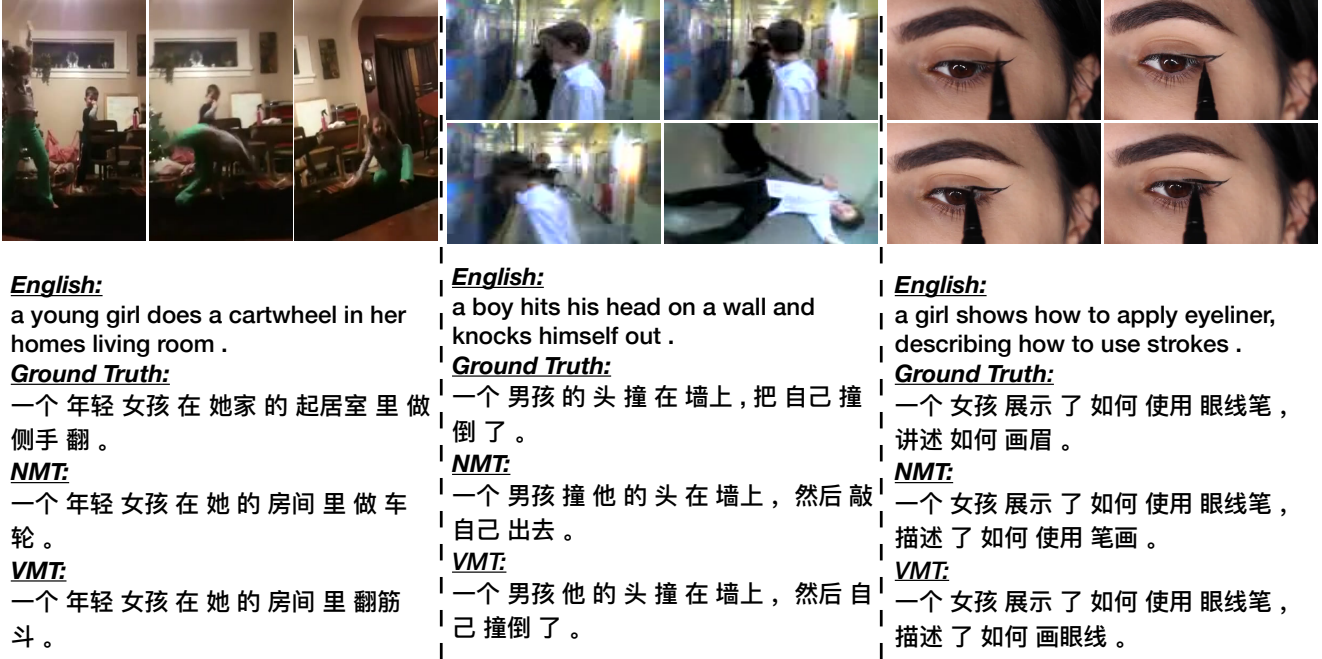 English:
a young girl does a cartwheel in her
homes living room .
Ground Truth:
一个 年轻 女孩 在 她家 的 起居室 里 做
侧手 翻 。
NMT:
一个 年轻 女孩 在 她 的 房间 里 做 车
轮 。
VMT:
一个 年轻 女孩 在 她 的 房间 里 翻筋
斗 。
English:
a boy hits his head on a wall and
knocks himself out .
Ground Truth:
一个 男孩 的 头 撞 在 墙上 , 把 自己 撞
倒 了 。
NMT:
一个 男孩 撞 他 的 头 在 墙上 ， 然后 敲
自己 出去 。
VMT:
一个 男孩 他 的 头 撞 在 墙上 ， 然后 自
己 撞倒 了 。
English:
a girl shows how to apply eyeliner,
describing how to use strokes .
Ground Truth:
一个 女孩 展示 了 如何 使用 眼线笔 ，
讲述 如何 画眉 。
NMT:
一个 女孩 展示 了 如何 使用 眼线笔 ，
描述 了 如何 使用 笔画 。
VMT:
一个 女孩 展示 了 如何 使用 眼线笔 ，
描述 了 如何 画眼线 。